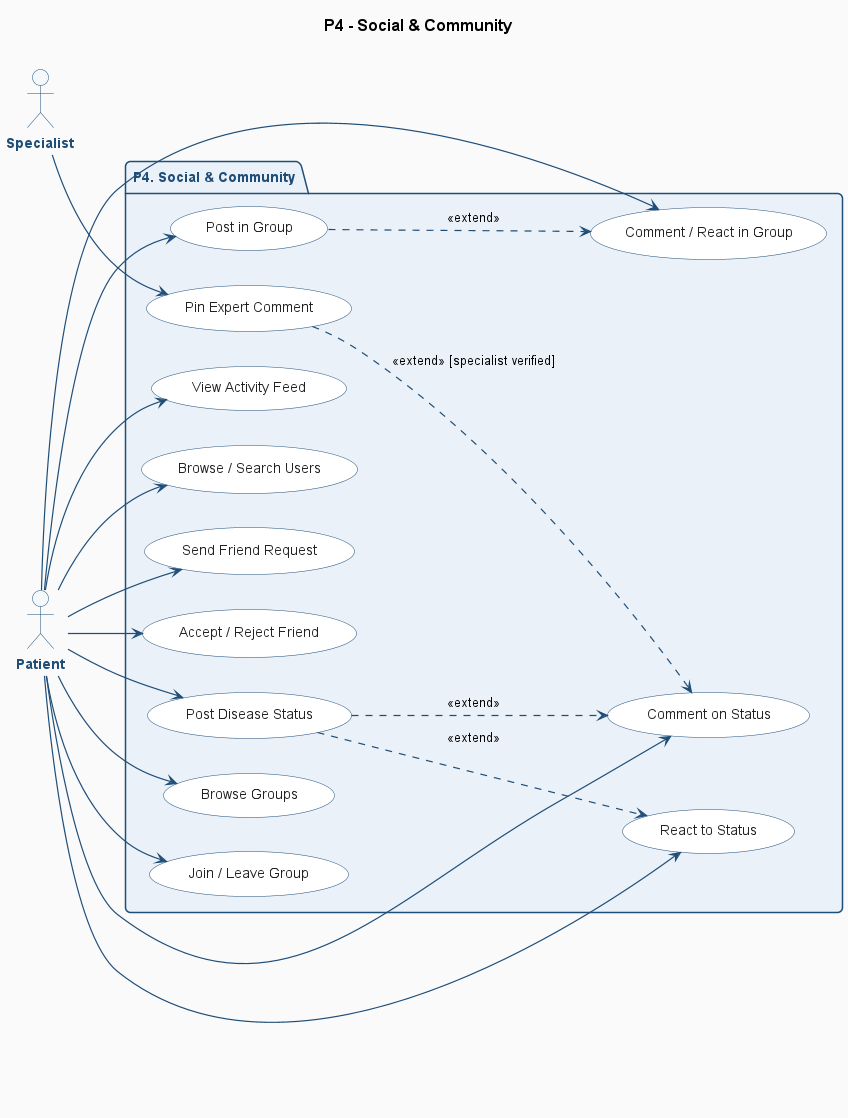 P4 - Social & Community
Specialist
P4. Social & Community
«extend»
Post in Group
Comment / React in Group
Pin Expert Comment
«extend» [specialist verified]
View Activity Feed
Browse / Search Users
Send Friend Request
Accept / Reject Friend
Patient
«extend»
Post Disease Status
Comment on Status
«extend»
Browse Groups
React to Status
Join / Leave Group